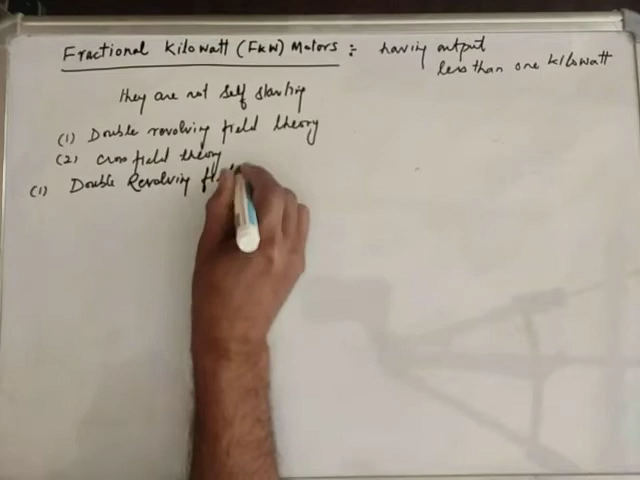 Fractional Kilowatt (FKW) Motors : having output
less than one kilowatt
They are not self starting
(1) Double revolving field theory
(2) Cross field theory
(1) Double Revolving